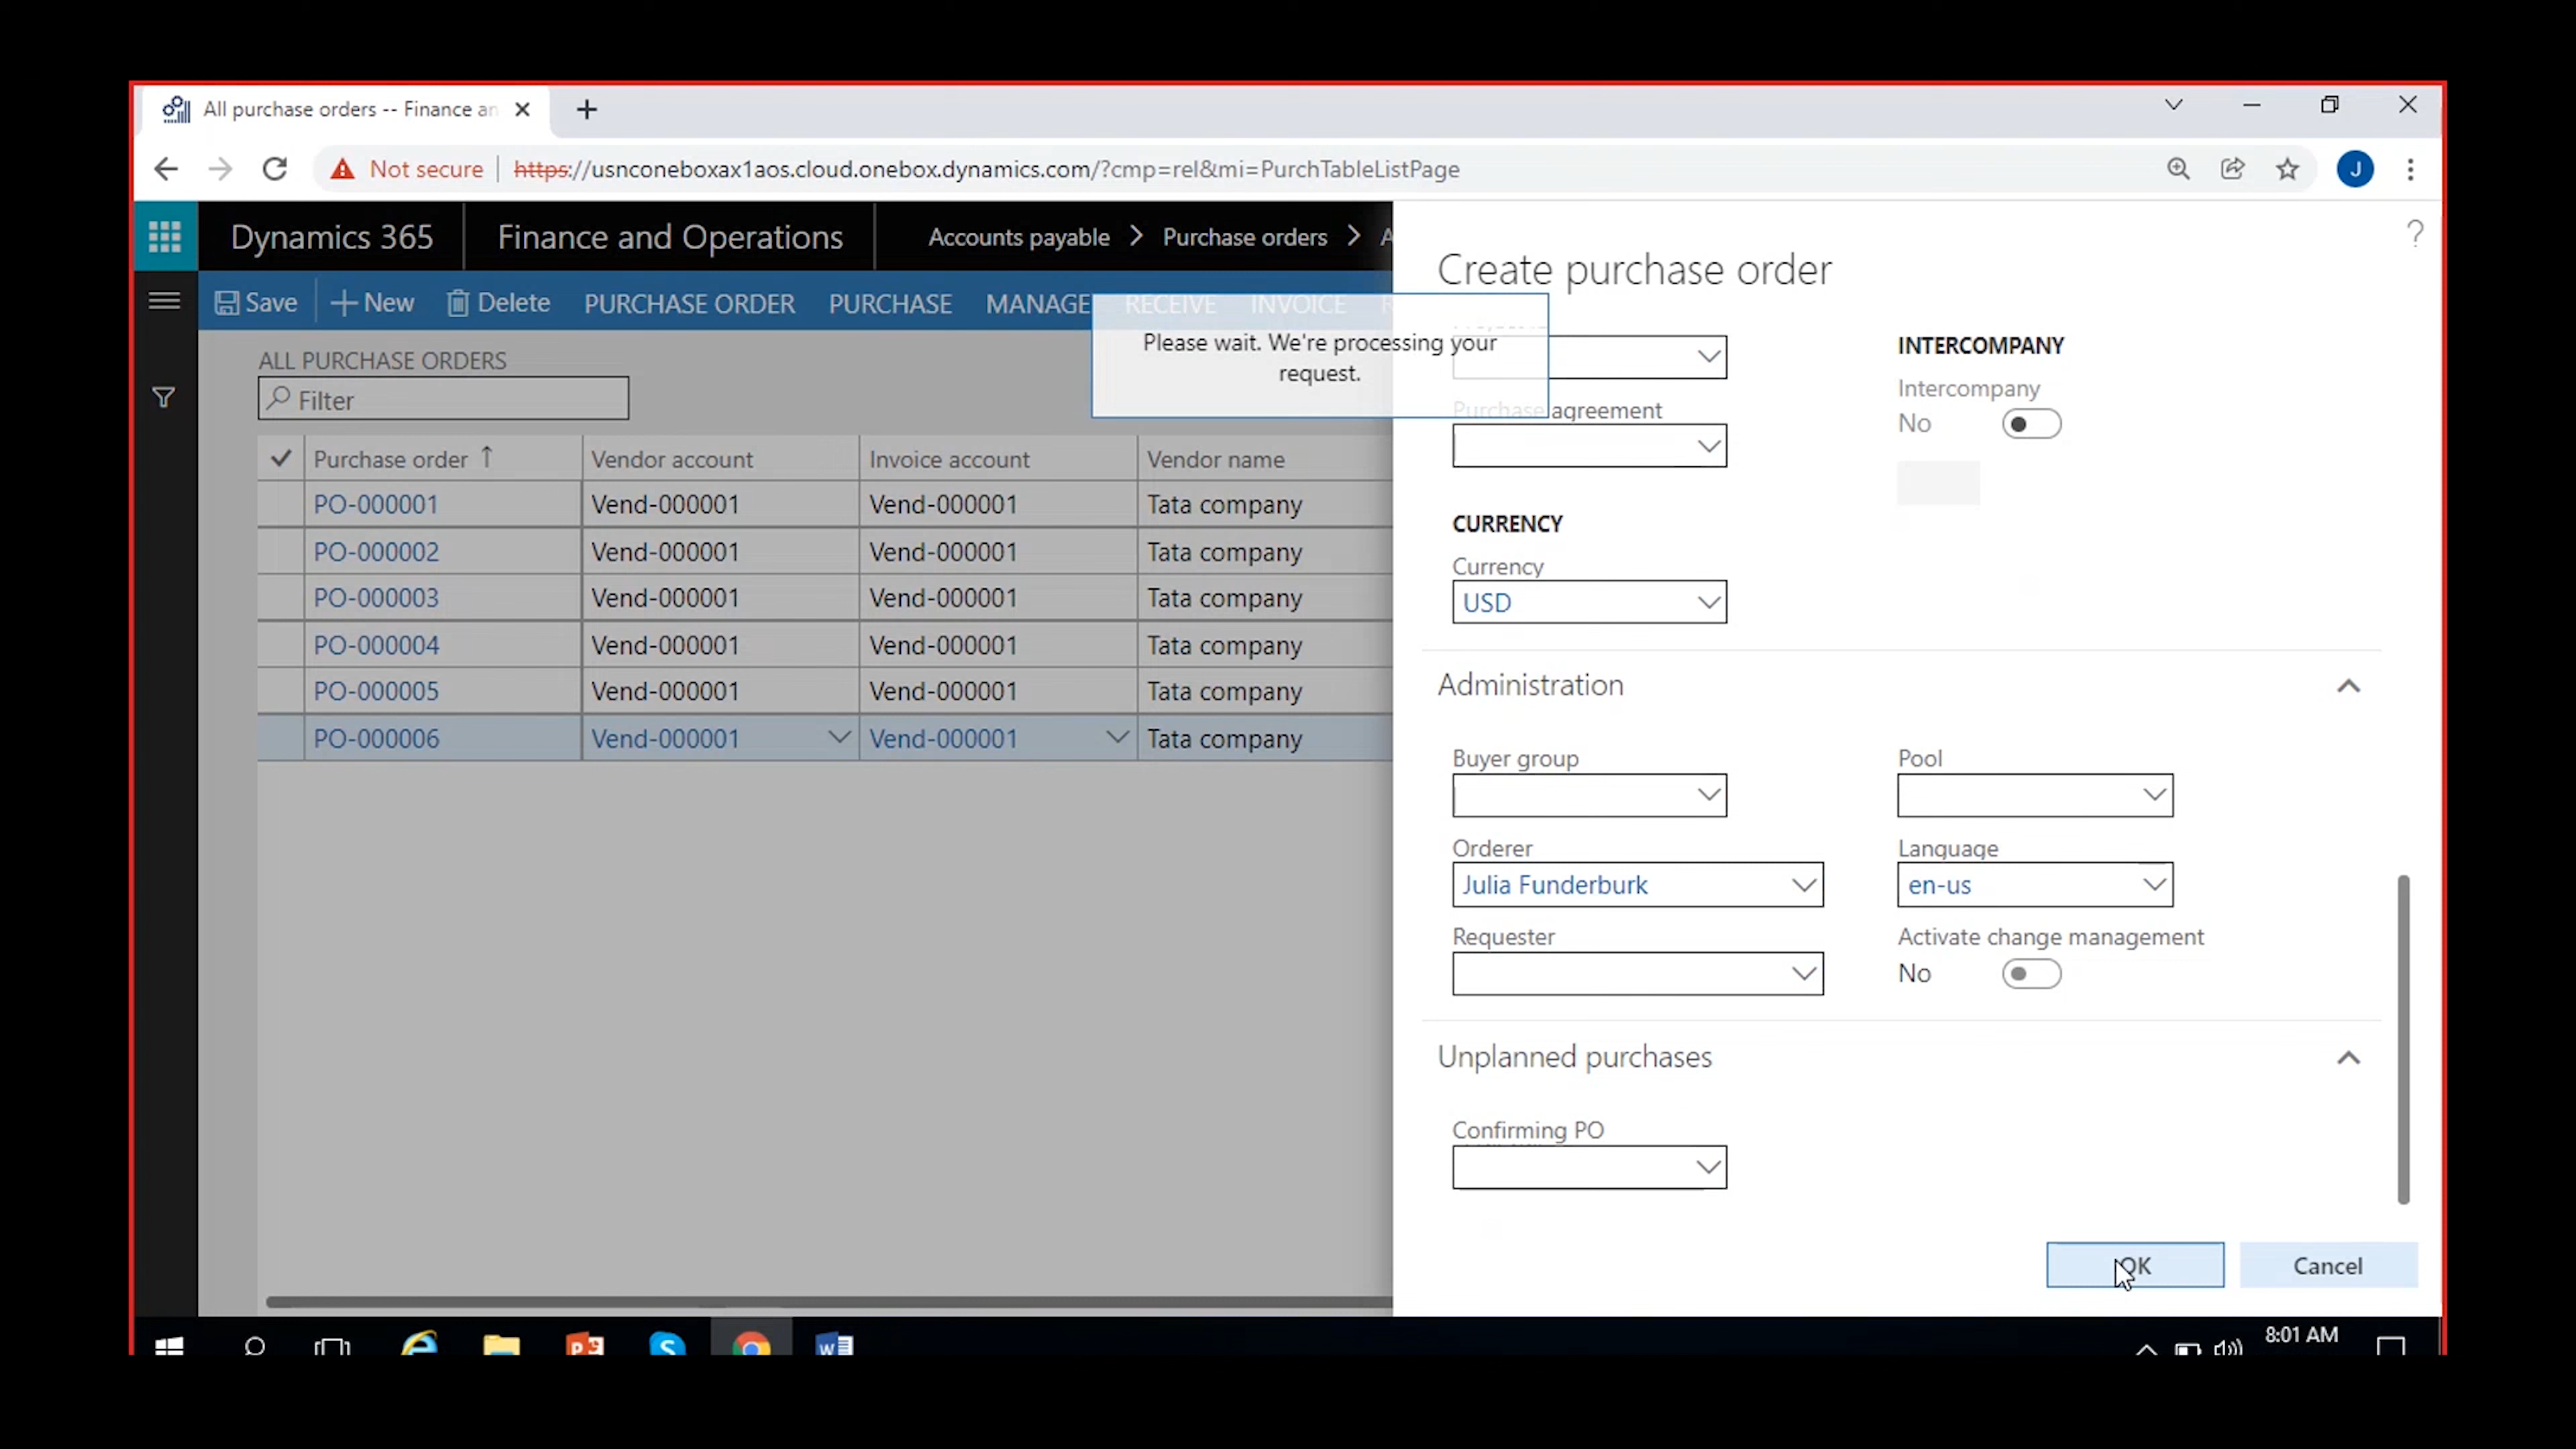 All purchase orders -- Finance an
Not secure
https://usnconeboxax1aos.cloud.onebox.dynamics.com/?cmp=rel&mi=PurchTableListPage
J
Dynamics 365
Finance and Operations
Accounts payable > Purchase orders > A
?
Save
New
Delete
PURCHASE ORDER
PURCHASE
MANAGE
RECEIVE
INVOICE
Please wait. We're processing your
request.
ALL PURCHASE ORDERS
Filter
Purchase order Vendor account Invoice account Vendor name
PO-000001 Vend-000001 Vend-000001 Tata company
PO-000002 Vend-000001 Vend-000001 Tata company
PO-000003 Vend-000001 Vend-000001 Tata company
PO-000004 Vend-000001 Vend-000001 Tata company
PO-000005 Vend-000001 Vend-000001 Tata company
PO-000006 Vend-000001 Vend-000001 Tata company
Create purchase order
Purchase agreement
INTERCOMPANY
Intercompany
No
CURRENCY
Currency
USD
Administration
Buyer group
Pool
Orderer
Julia Funderburk
Language
en-us
Requester
Activate change management
No
Unplanned purchases
Confirming PO
OK
Cancel
8:01 AM